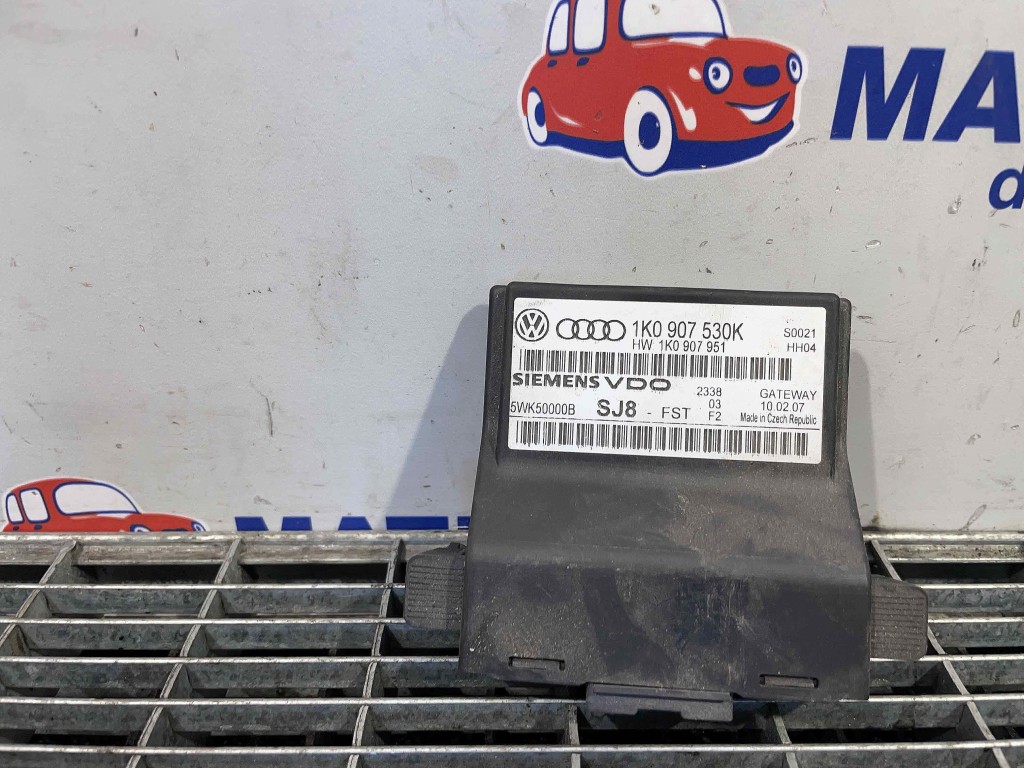 MA
d
1K0 907 530K
HW 1K0 907 951
S0021
HH04
SIEMENS VDO
2338
GATEWAY
5WK50000B SJ8 - FST
03
10.02.07
F2
Made in Czech Republic